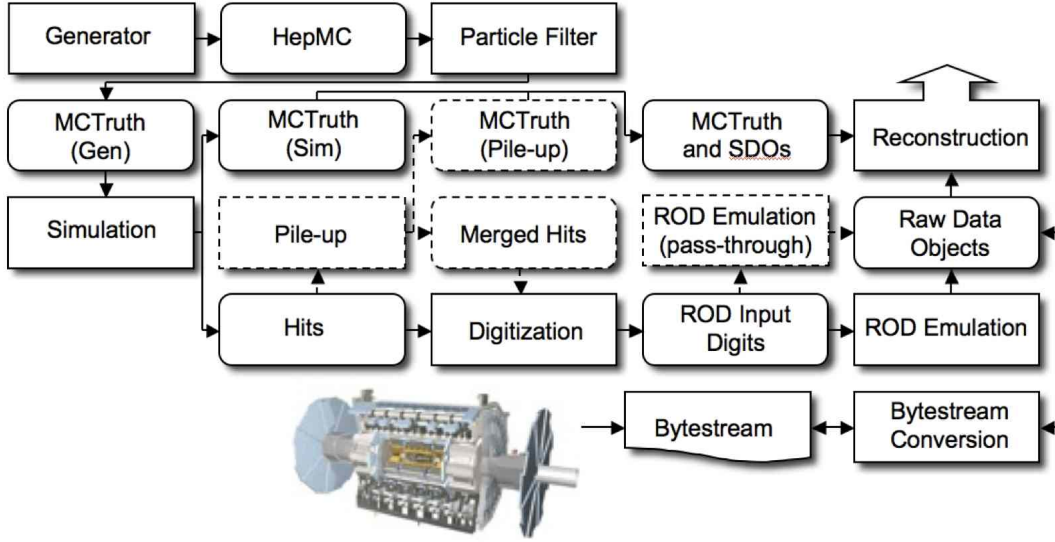 Generator
HepMC
Particle Filter
MCTruth
(Gen)
MCTruth
(Sim)
MCTruth
(Pile-up)
MCTruth
and SDOs
Reconstruction
Simulation
Pile-up
Merged Hits
ROD Emulation
(pass-through)
Raw Data
Objects
Hits
Digitization
ROD Input
Digits
ROD Emulation
Bytestream
Bytestream
Conversion